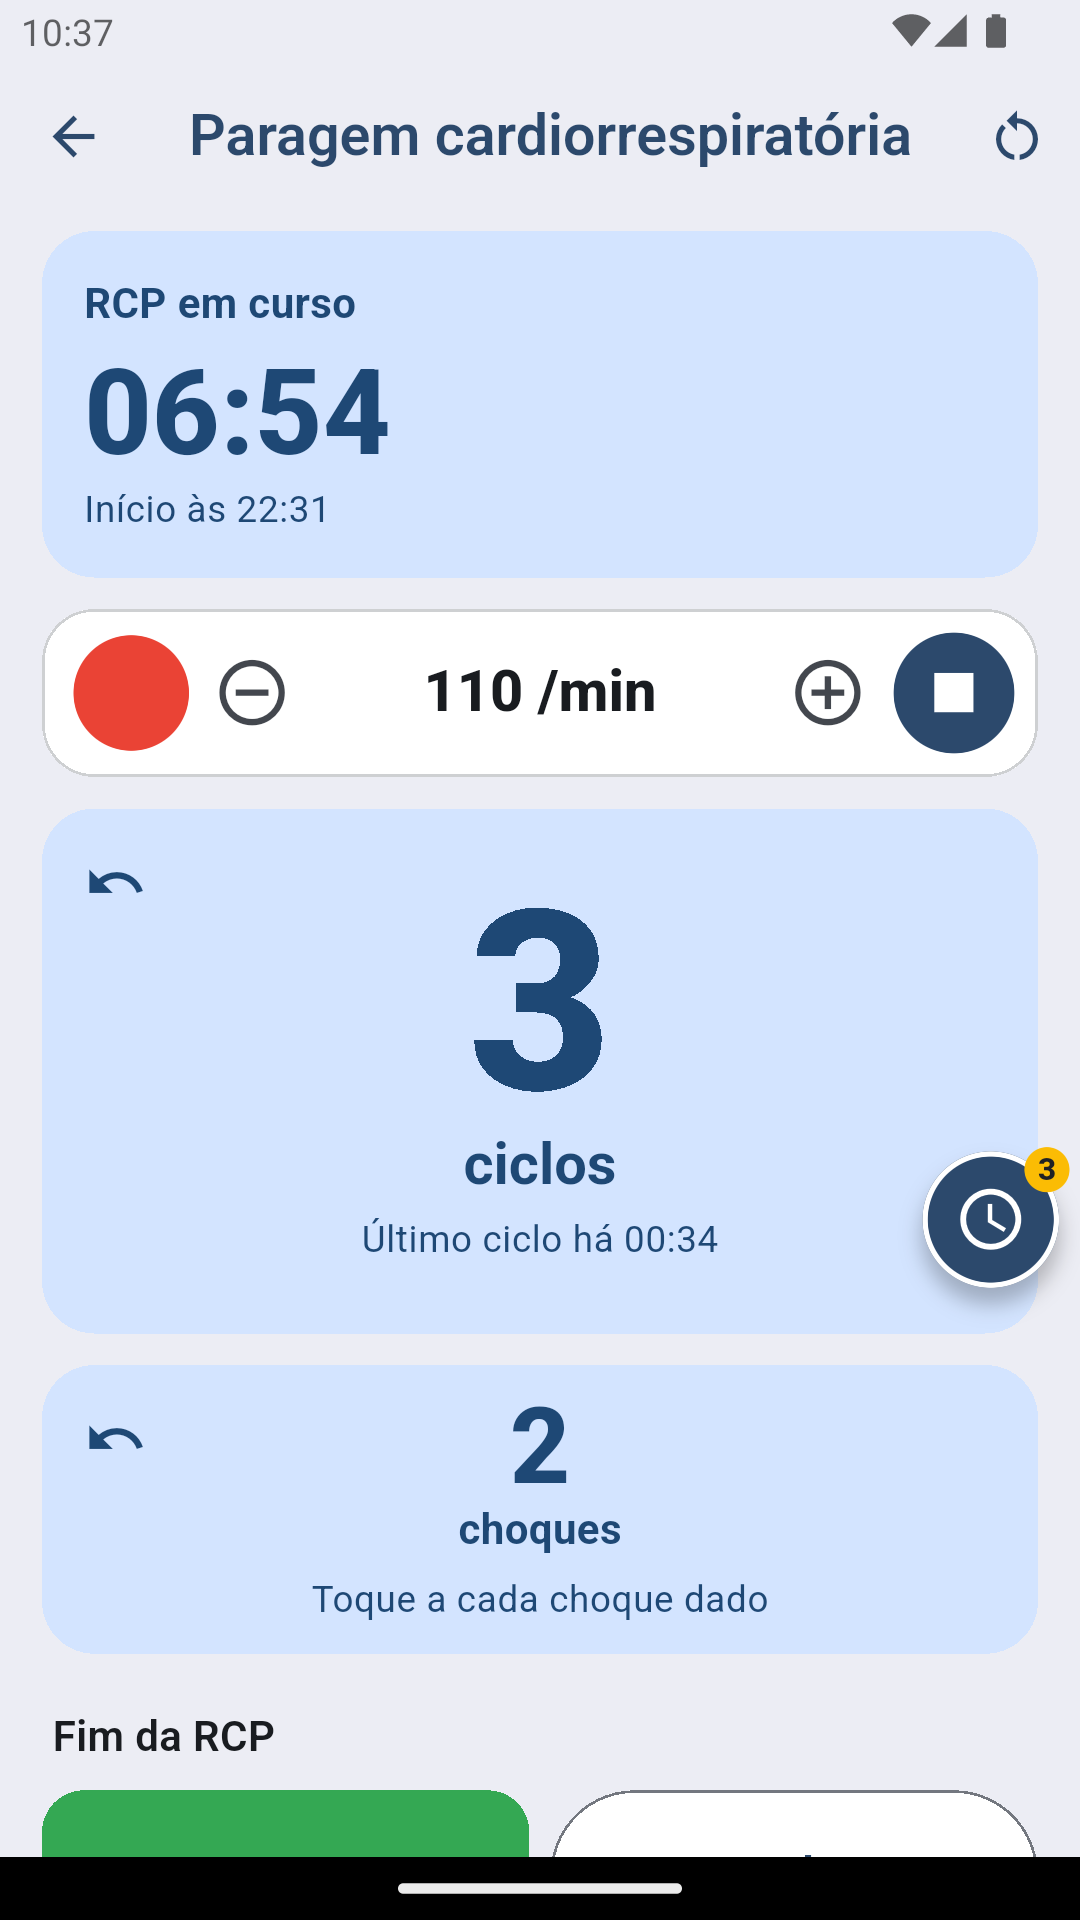 10:37
Paragem cardiorrespiratória
RCP em curso
06:54
Início às 22:31
110 /min
3
ciclos
3
Último ciclo há 00:34
2
choques
Toque a cada choque dado
Fim da RCP